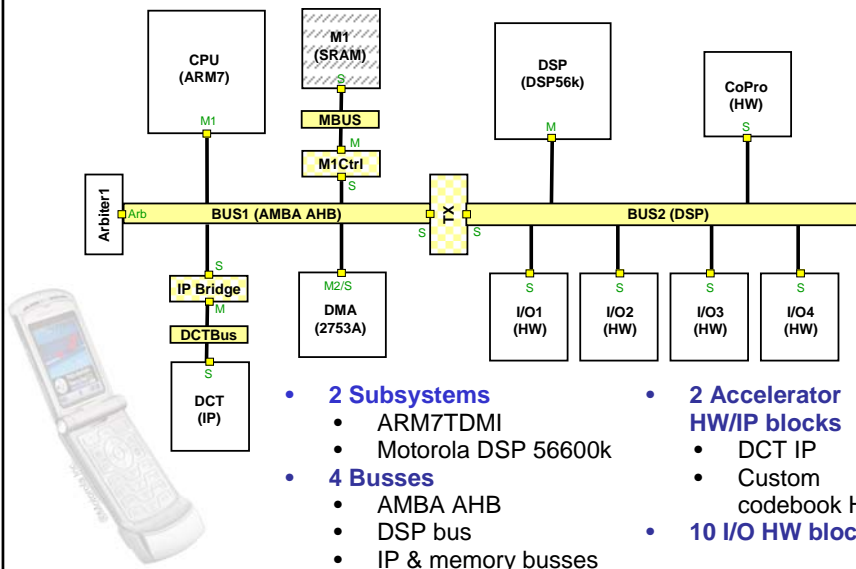 CPU
(ARM7)
M1
M1
(SRAM)
S
MBUS
M
M1Ctrl
S
DSP
(DSP56k)
M
CoPro
(HW)
S
Arbiter1
Arb
BUS1 (AMBA AHB)
S
TX
S
BUS2 (DSP)
S
IP Bridge
M
DCTBus
S
DCT
(IP)
M2/S
DMA
(2753A)
S
I/O1
(HW)
S
I/O2
(HW)
S
I/O3
(HW)
S
I/O4
(HW)
• 2 Subsystems
• ARM7TDMI
• Motorola DSP 56600k
• 4 Busses
• AMBA AHB
• DSP bus
• IP & memory busses
• 2 Accelerator
HW/IP blocks
• DCT IP
• Custom
codebook H
• 10 I/O HW bloc